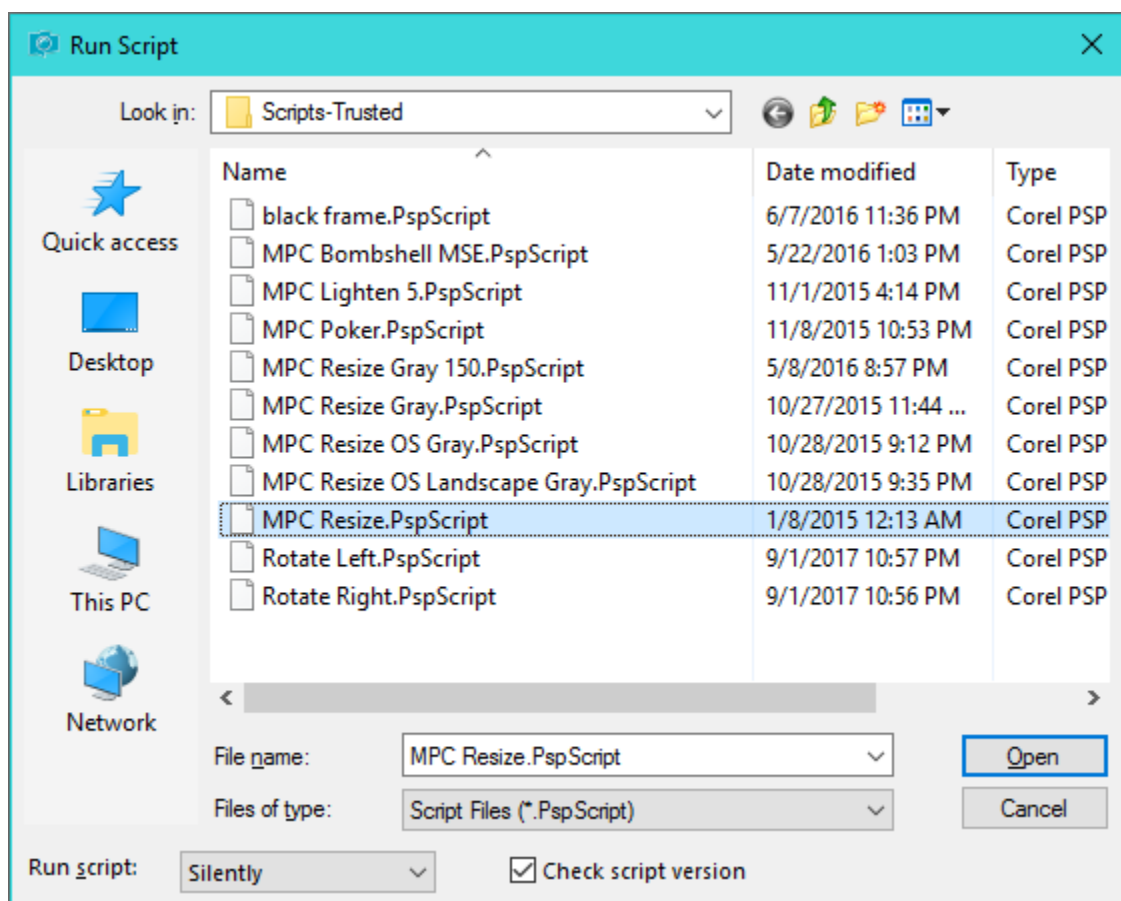 Run Script
Look in: Scripts-Trusted
Name Date modified Type
black frame.PspScript 6/7/2016 11:36 PM Corel PSP
MPC Bombshell MSE.PspScript 5/22/2016 1:03 PM Corel PSP
MPC Lighten 5.PspScript 11/1/2015 4:14 PM Corel PSP
MPC Poker.PspScript 11/8/2015 10:53 PM Corel PSP
MPC Resize Gray 150.PspScript 5/8/2016 8:57 PM Corel PSP
MPC Resize Gray.PspScript 10/27/2015 11:44 ... Corel PSP
MPC Resize OS Gray.PspScript 10/28/2015 9:12 PM Corel PSP
MPC Resize OS Landscape Gray.PspScript 10/28/2015 9:35 PM Corel PSP
MPC Resize.PspScript 1/8/2015 12:13 AM Corel PSP
Rotate Left.PspScript 9/1/2017 10:57 PM Corel PSP
Rotate Right.PspScript 9/1/2017 10:56 PM Corel PSP
Quick access
Desktop
Libraries
This PC
Network
File name: MPC Resize.PspScript Open
Files of type: Script Files (*.PspScript) Cancel
Run script: Silently Check script version